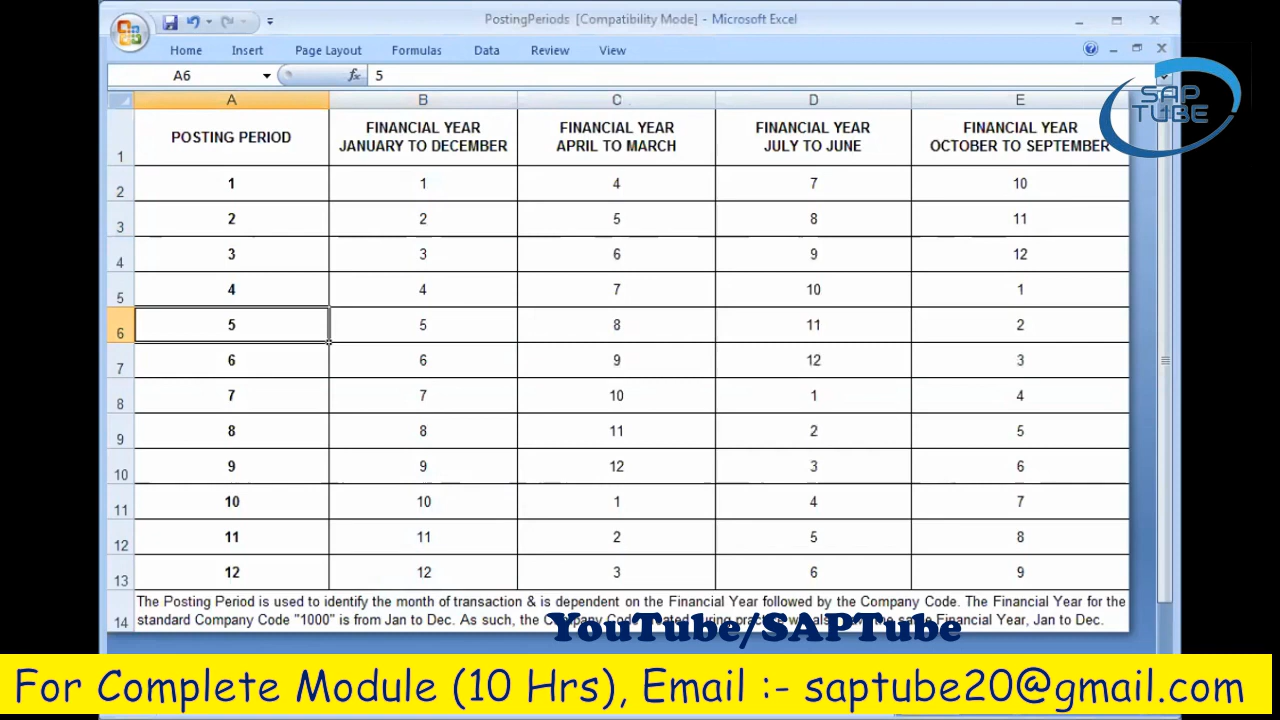 PostingPeriods [Compatibility Mode] - Microsoft Excel
Home Insert Page Layout Formulas Data Review View
A6 fx 5
SAP
TUBE
A B C D E
1 POSTING PERIOD FINANCIAL YEAR JANUARY TO DECEMBER FINANCIAL YEAR APRIL TO MARCH FINANCIAL YEAR JULY TO JUNE FINANCIAL YEAR OCTOBER TO SEPTEMBER
2 1 1 4 7 10
3 2 2 5 8 11
4 3 3 6 9 12
5 4 4 7 10 1
6 5 5 8 11 2
7 6 6 9 12 3
8 7 7 10 1 4
9 8 8 11 2 5
10 9 9 12 3 6
11 10 10 1 4 7
12 11 11 2 5 8
13 12 12 3 6 9
14 The Posting Period is used to identify the month of transaction & is dependent on the Financial Year followed by the Company Code. The Financial Year for the
standard Company Code "1000" is from Jan to Dec. As such, the Financial Year, Jan to Dec.
YouTube/SAPTube
For Complete Module (10 Hrs), Email :- saptube20@gmail.com